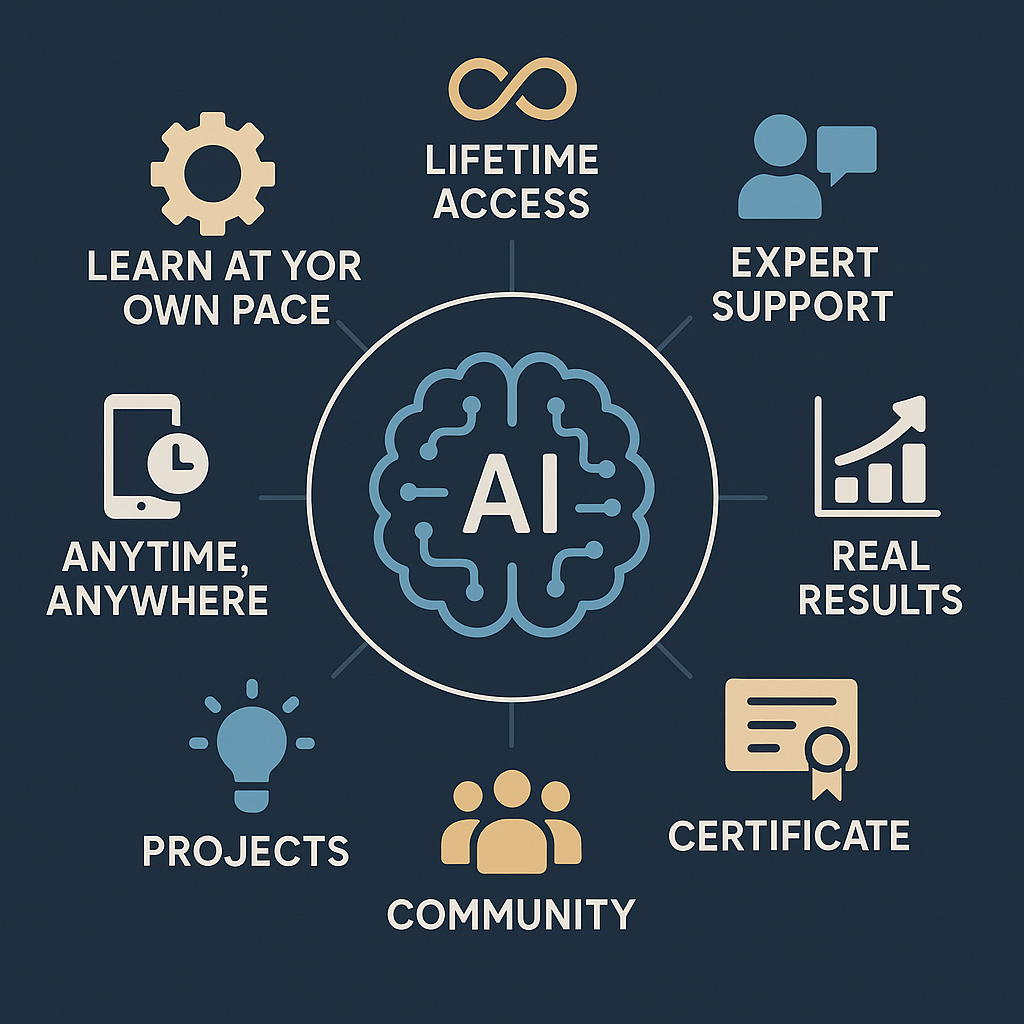 LIFETIME
ACCESS
LEARN AT YOR
OWN PACE
EXPERT
SUPPORT
AI
ANYTIME,
ANYWHERE
REAL
RESULTS
PROJECTS
CERTIFICATE
COMMUNITY